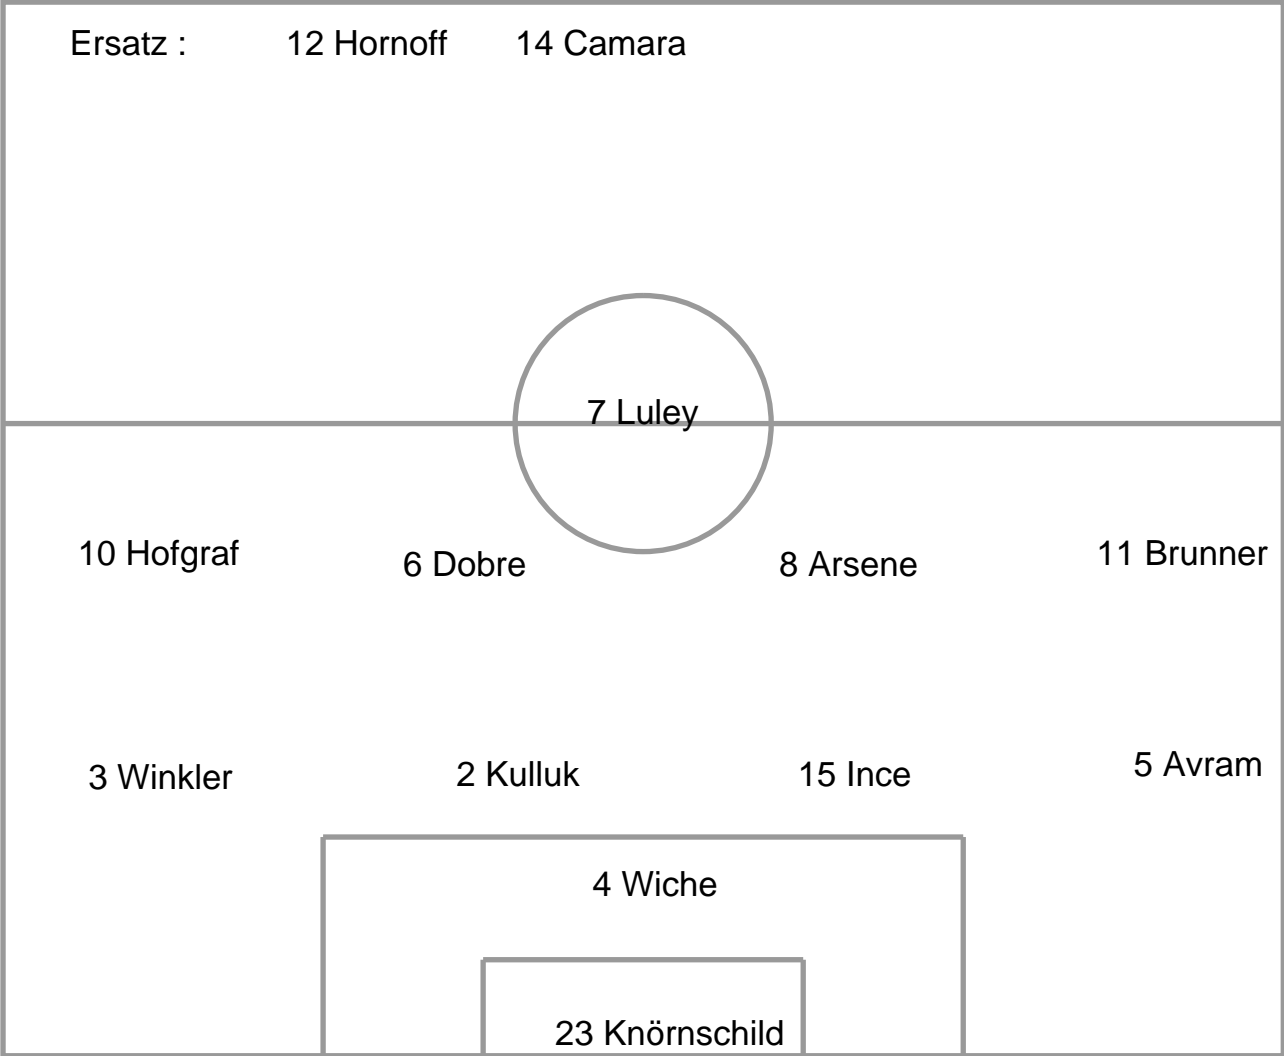 Ersatz : 12 Hornoff 14 Camara
7 Luley
10 Hofgraf 6 Dobre 8 Arsene 11 Brunner
3 Winkler 2 Kulluk 15 Ince 5 Avram
4 Wiche
23 Knörnschild